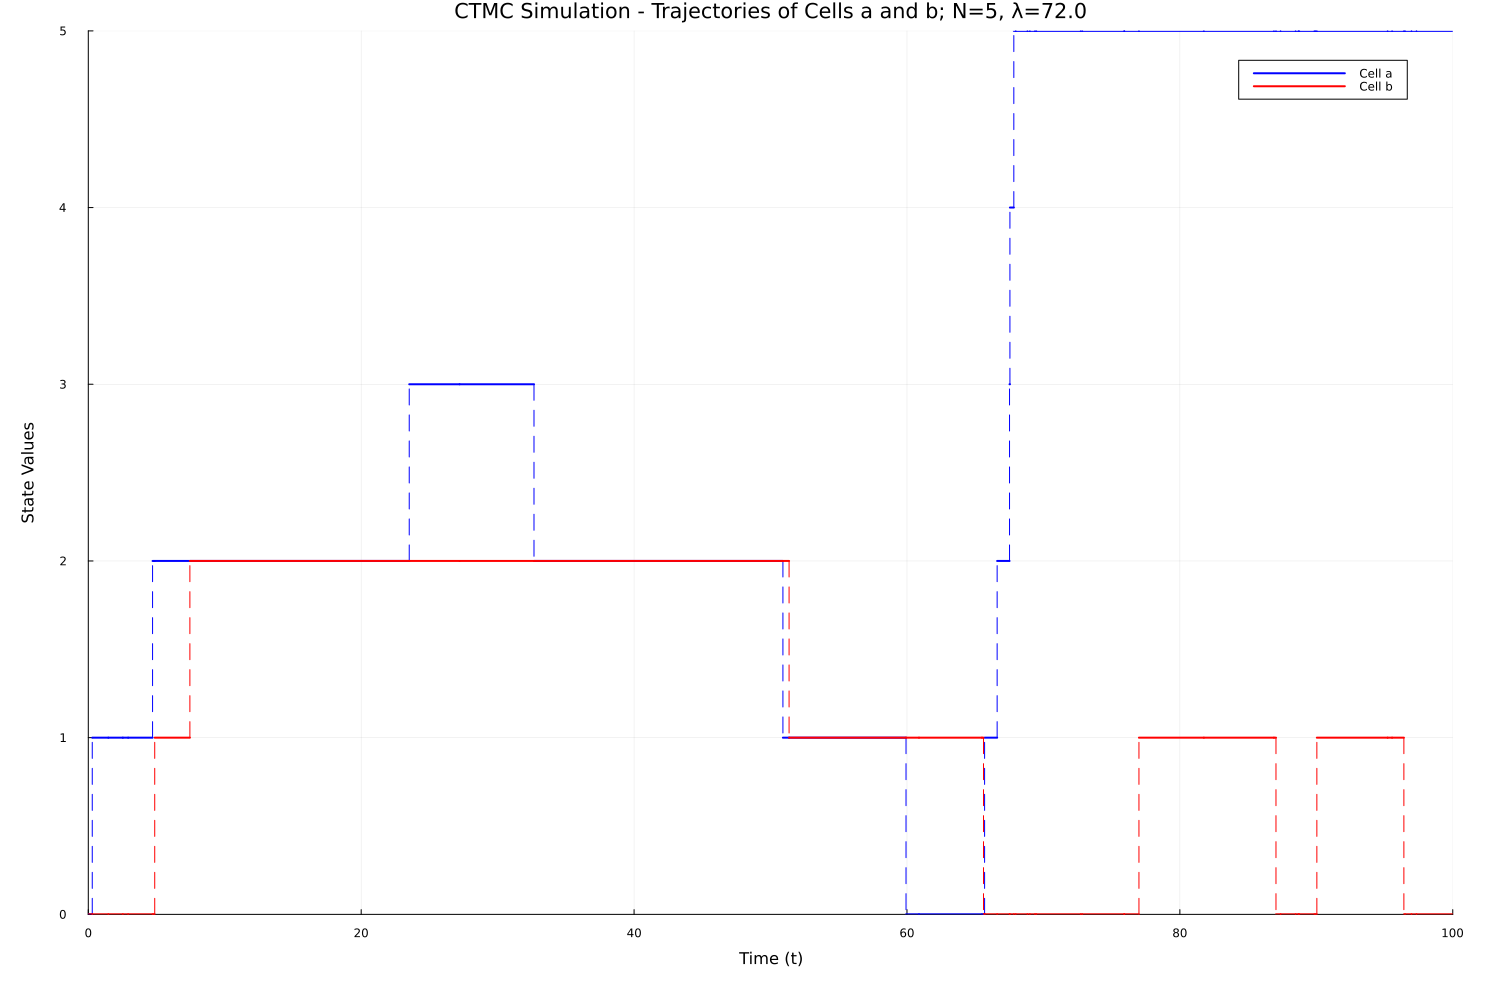 CTMC Simulation - Trajectories of Cells a and b; N=5, λ=72.0
5
Cell a
Cell b
4
3
State Values
2
1
0
0 20 40 60 80 100
Time (t)